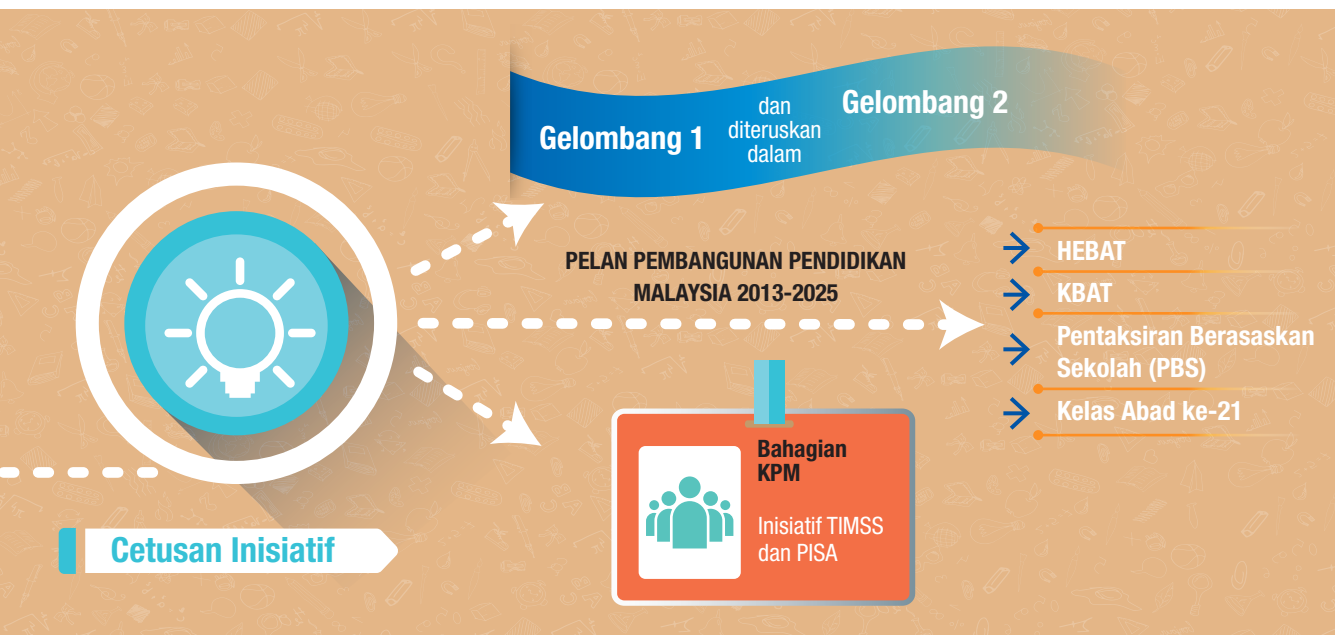 Gelombang 1
dan
diteruskan
dalam
Gelombang 2
PELAN PEMBANGUNAN PENDIDIKAN
MALAYSIA 2013-2025
HEBAT
KBAT
Pentaksiran Berasaskan
Sekolah (PBS)
Kelas Abad ke-21
Bahagian
KPM
Inisiatif TIMSS
dan PISA
Cetusan Inisiatif